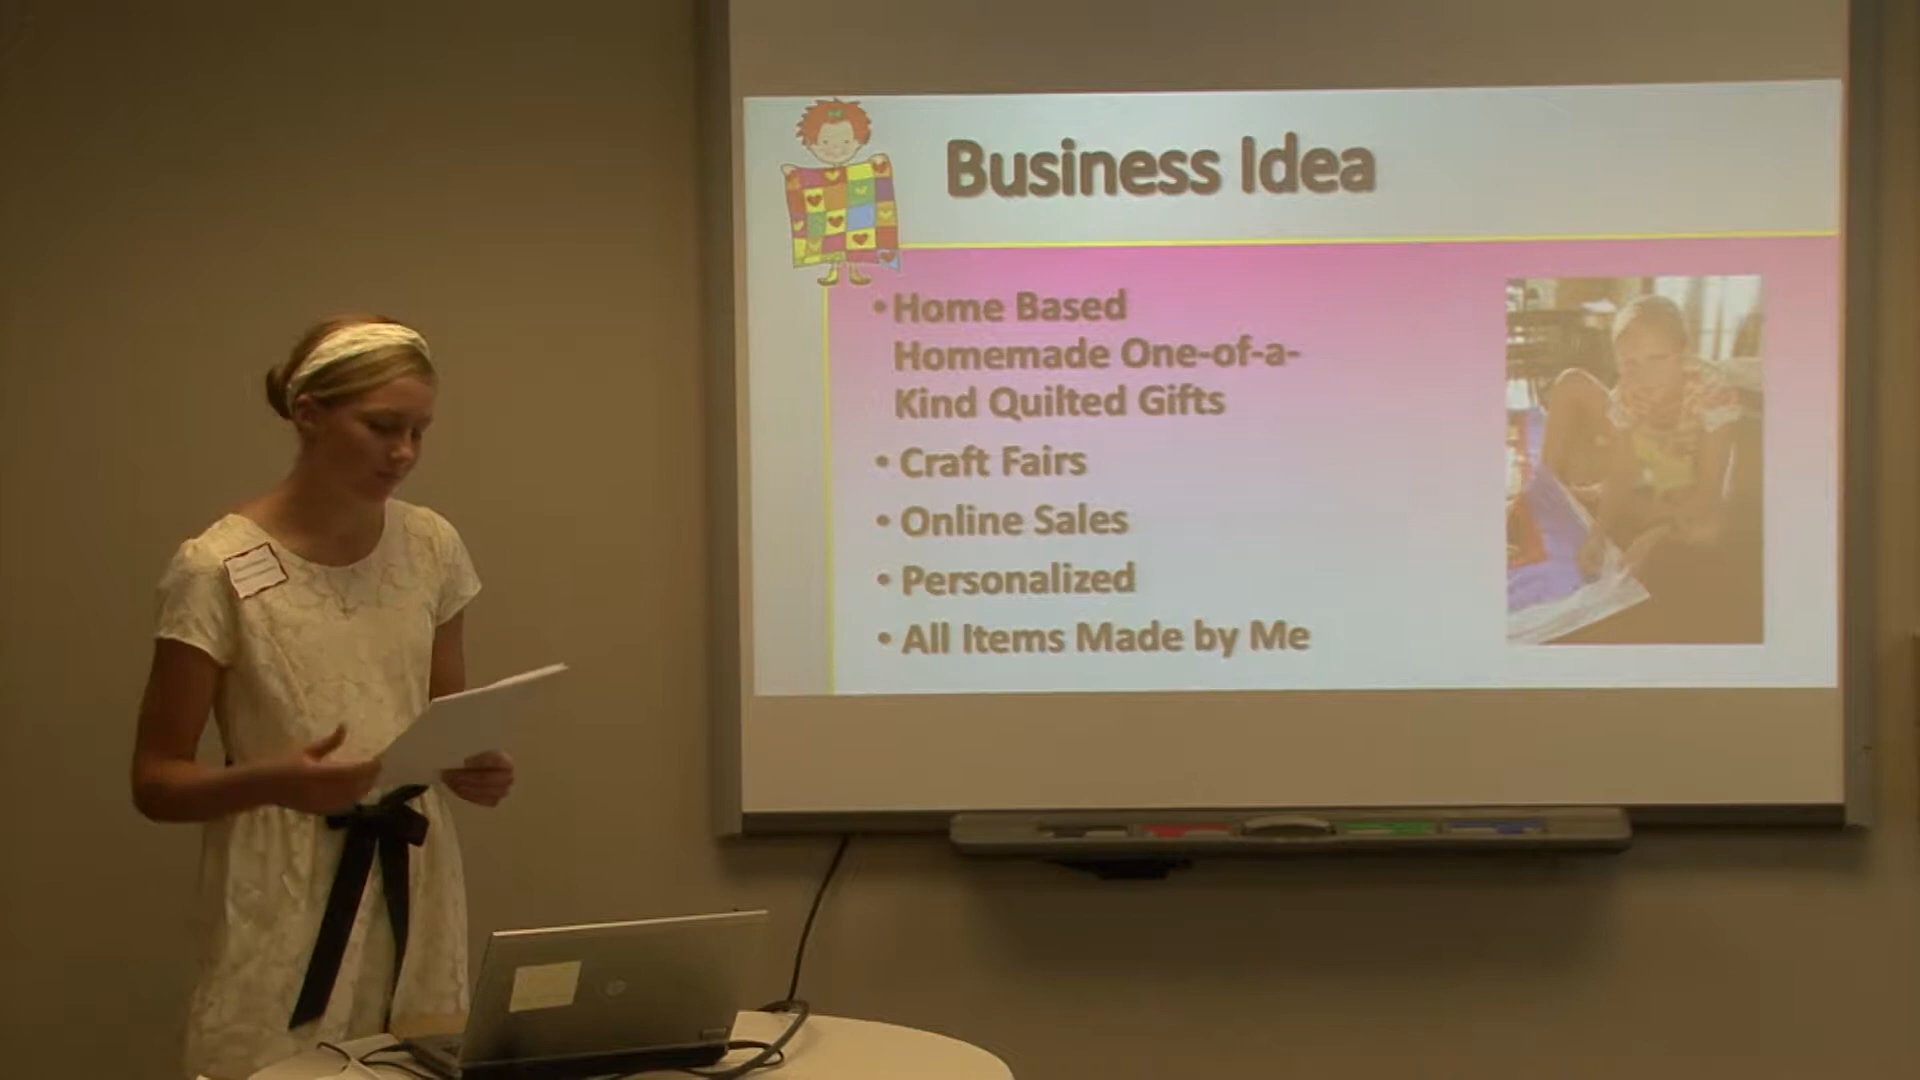 Business Idea
• Home Based
Homemade One-of-a-
Kind Quilted Gifts
• Craft Fairs
• Online Sales
• Personalized
• All Items Made by Me
hp